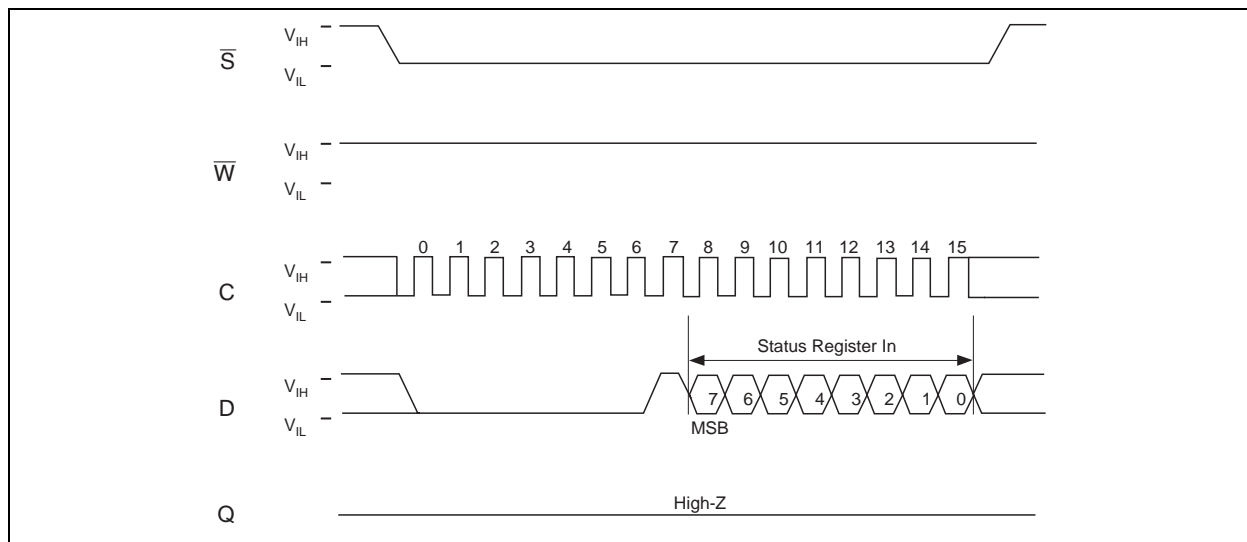 S
V_IH
V_IL
W
V_IH
V_IL
C
V_IH
V_IL
0 1 2 3 4 5 6 7 8 9 10 11 12 13 14 15
Status Register In
D
V_IH
V_IL
7 6 5 4 3 2 1 0
MSB
Q
High-Z